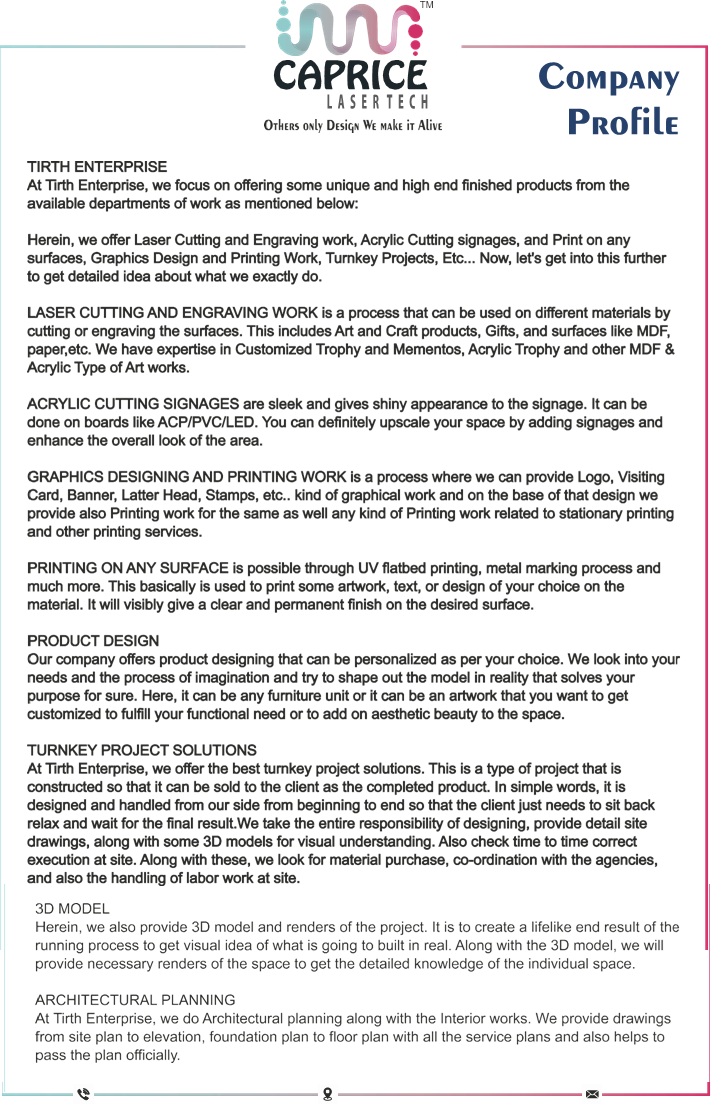 TM
CAPRICE
LASER TECH
Others only Design We make it Alive
Company
Profile
TIRTH ENTERPRISE
At Tirth Enterprise, we focus on offering some unique and high end finished products from the
available departments of work as mentioned below:
Herein, we offer Laser Cutting and Engraving work, Acrylic Cutting signages, and Print on any
surfaces, Graphics Design and Printing Work, Turnkey Projects, Etc... Now, let's get into this further
to get detailed idea about what we exactly do.
LASER CUTTING AND ENGRAVING WORK is a process that can be used on different materials by
cutting or engraving the surfaces. This includes Art and Craft products, Gifts, and surfaces like MDF,
paper,etc. We have expertise in Customized Trophy and Mementos, Acrylic Trophy and other MDF &
Acrylic Type of Art works.
ACRYLIC CUTTING SIGNAGES are sleek and gives shiny appearance to the signage. It can be
done on boards like ACP/PVC/LED. You can definitely upscale your space by adding signages and
enhance the overall look of the area.
GRAPHICS DESIGNING AND PRINTING WORK is a process where we can provide Logo, Visiting
Card, Banner, Latter Head, Stamps, etc.. kind of graphical work and on the base of that design we
provide also Printing work for the same as well any kind of Printing work related to stationary printing
and other printing services.
PRINTING ON ANY SURFACE is possible through UV flatbed printing, metal marking process and
much more. This basically is used to print some artwork, text, or design of your choice on the
material. It will visibly give a clear and permanent finish on the desired surface.
PRODUCT DESIGN
Our company offers product designing that can be personalized as per your choice. We look into your
needs and the process of imagination and try to shape out the model in reality that solves your
purpose for sure. Here, it can be any furniture unit or it can be an artwork that you want to get
customized to fulfill your functional need or to add on aesthetic beauty to the space.
TURNKEY PROJECT SOLUTIONS
At Tirth Enterprise, we offer the best turnkey project solutions. This is a type of project that is
constructed so that it can be sold to the client as the completed product. In simple words, it is
designed and handled from our side from beginning to end so that the client just needs to sit back
relax and wait for the final result.We take the entire responsibility of designing, provide detail site
drawings, along with some 3D models for visual understanding. Also check time to time correct
execution at site. Along with these, we look for material purchase, co-ordination with the agencies,
and also the handling of labor work at site.
3D MODEL
Herein, we also provide 3D model and renders of the project. It is to create a lifelike end result of the
running process to get visual idea of what is going to built in real. Along with the 3D model, we will
provide necessary renders of the space to get the detailed knowledge of the individual space.
ARCHITECTURAL PLANNING
At Tirth Enterprise, we do Architectural planning along with the Interior works. We provide drawings
from site plan to elevation, foundation plan to floor plan with all the service plans and also helps to
pass the plan officially.